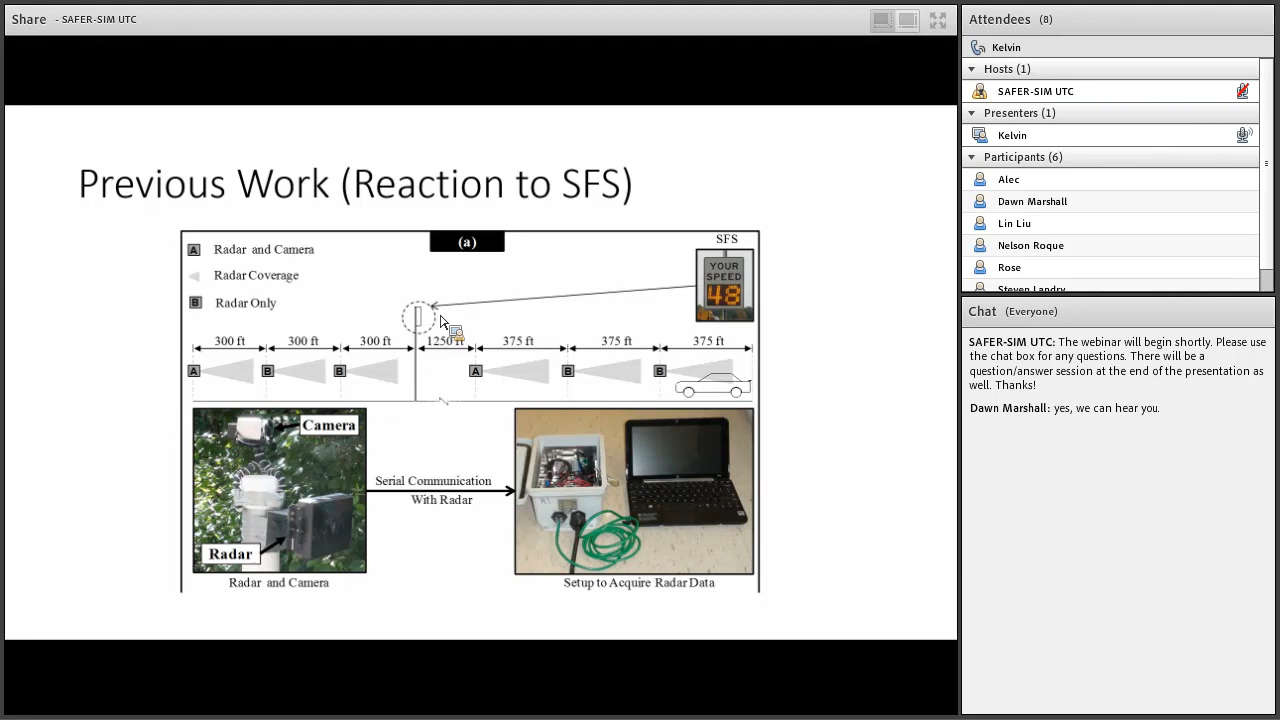 Share - SAFER-SIM UTC
Previous Work (Reaction to SFS)
(a)
SFS
A Radar and Camera
Radar Coverage
B Radar Only
YOUR
SPEED
48
300 ft 300 ft 300 ft 1250 ft 375 ft 375 ft 375 ft
A B B A B B
Camera
Radar
Serial Communication
With Radar
Radar and Camera
Setup to Acquire Radar Data
Attendees (8)
Kelvin
Hosts (1)
SAFER-SIM UTC
Presenters (1)
Kelvin
Participants (6)
Alec
Dawn Marshall
Lin Liu
Nelson Roque
Rose
Steven Landry
Chat (Everyone)
SAFER-SIM UTC: The webinar will begin shortly. Please use
the chat box for any questions. There will be a
question/answer session at the end of the presentation as
well. Thanks!
Dawn Marshall: yes, we can hear you.